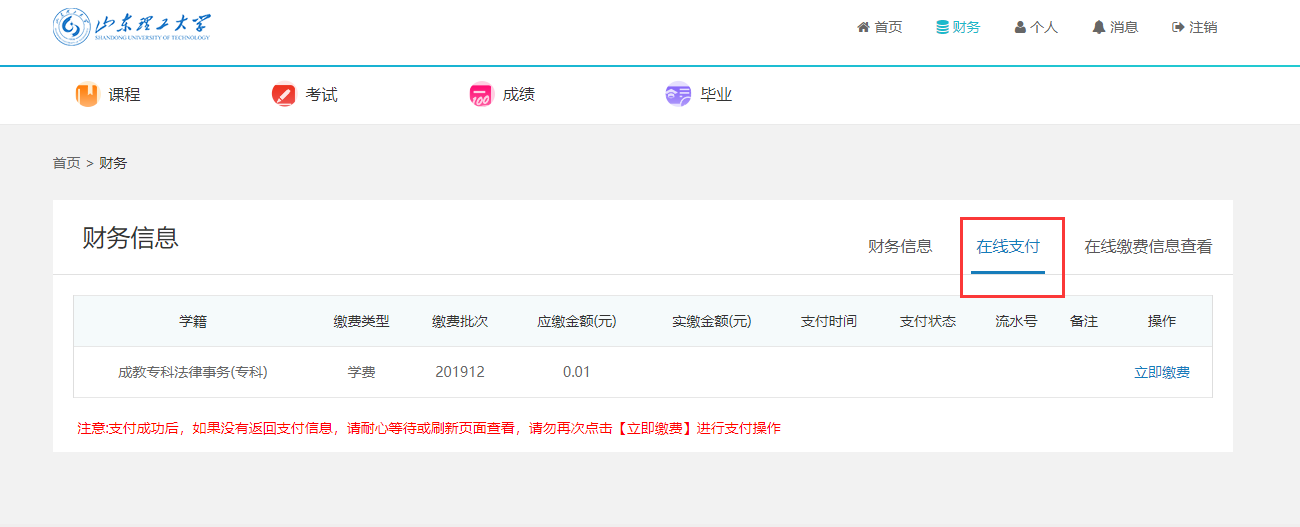 山东理工大学
SHANDONG UNIVERSITY OF TECHNOLOGY
首页 财务 个人 消息 注销
课程 考试 成绩 毕业
首页 > 财务
财务信息
财务信息 在线支付 在线缴费信息查看
学籍 缴费类型 缴费批次 应缴金额(元) 实缴金额(元) 支付时间 支付状态 流水号 备注 操作
成教专科法律事务(专科) 学费 201912 0.01 立即缴费
注意:支付成功后，如果没有返回支付信息，请耐心等待或刷新页面查看，请勿再次点击【立即缴费】进行支付操作